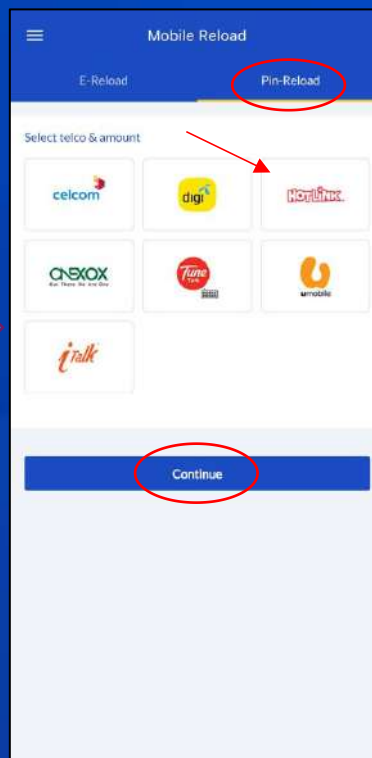 Mobile Reload
E-Reload
Pin-Reload
Select telco & amount
celcom
digi
HOTLINK
ONEXOX
Tune
Talk
umobile
iTalk
Continue